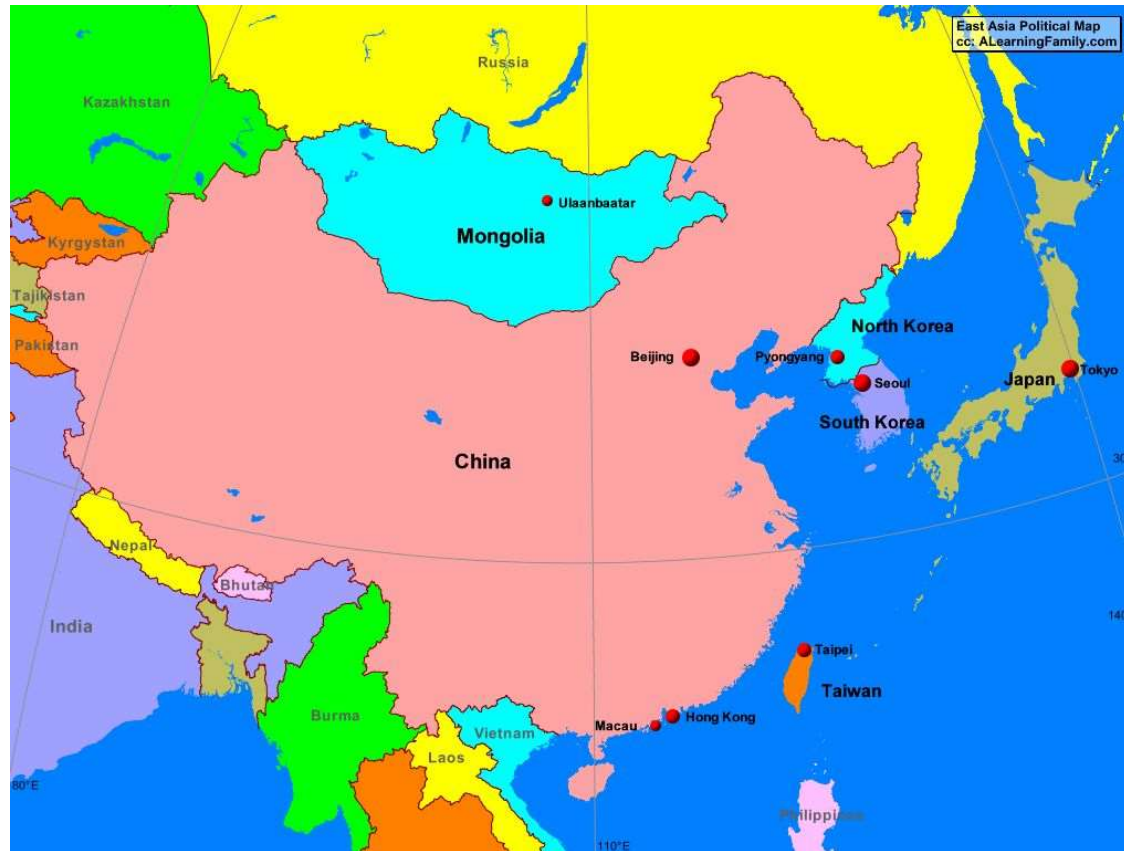 East Asia Political Map
cc: ALearningFamily.com
Russia
Kazakhstan
Ulaanbaatar
Mongolia
Kyrgystan
Tajikistan
North Korea
Pakistan
Beijing
Pyongyang
Japan
Tokyo
Seoul
South Korea
China
30
Nepal
Bhutan
140
India
Taipei
Taiwan
Burma
Macau
Hong Kong
Vietnam
Laos
80°E
Philippines
110°E